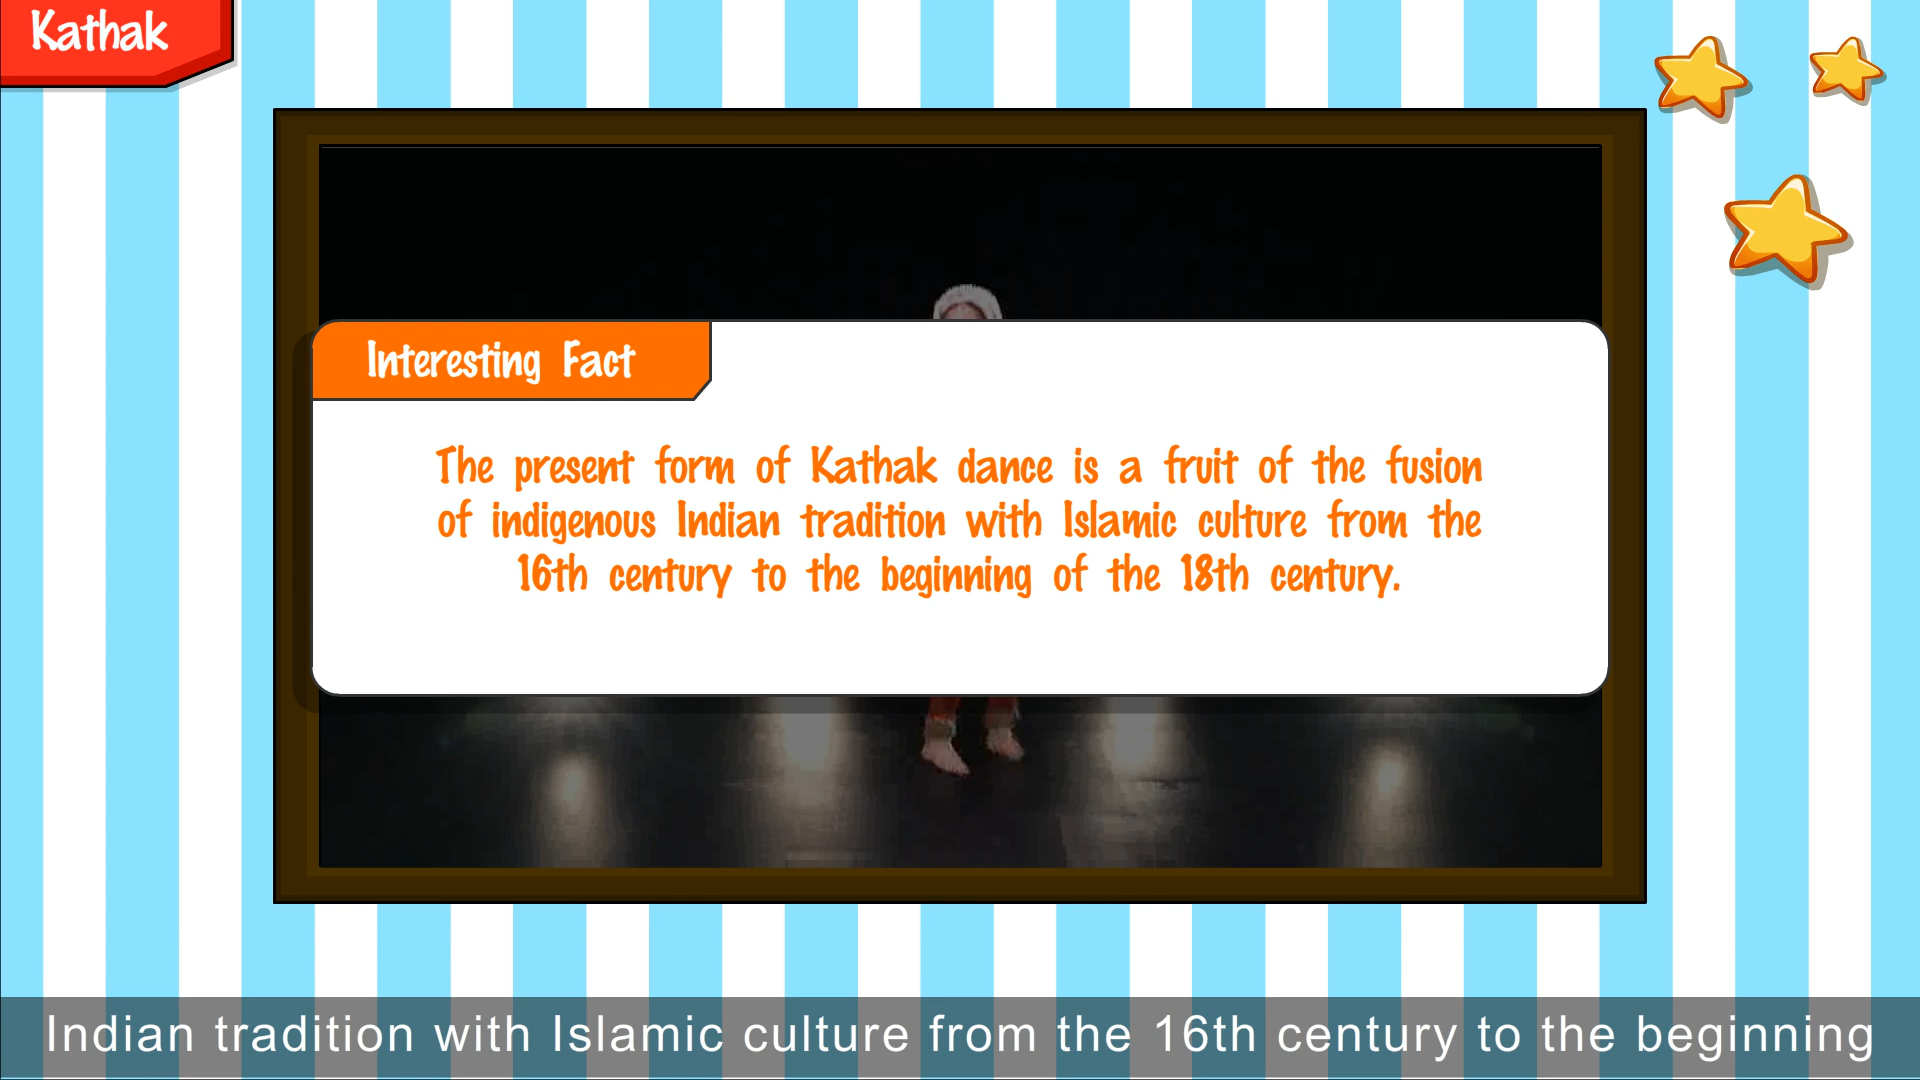 Kathak
Interesting Fact
The present form of Kathak dance is a fruit of the fusion
of indigenous Indian tradition with Islamic culture from the
16th century to the beginning of the 18th century.
Indian tradition with Islamic culture from the 16th century to the beginning